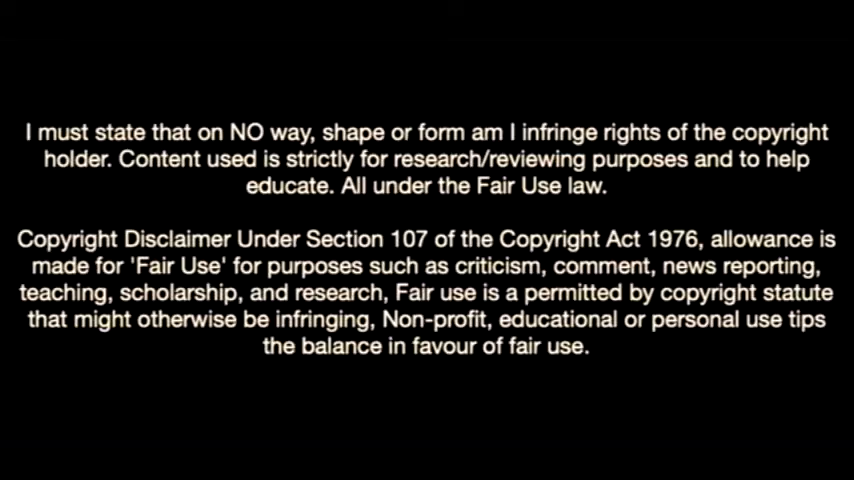 I must state that on NO way, shape or form am I infringe rights of the copyright
holder. Content used is strictly for research/reviewing purposes and to help
educate. All under the Fair Use law.
Copyright Disclaimer Under Section 107 of the Copyright Act 1976, allowance is
made for 'Fair Use' for purposes such as criticism, comment, news reporting,
teaching, scholarship, and research, Fair use is a permitted by copyright statute
that might otherwise be infringing, Non-profit, educational or personal use tips
the balance in favour of fair use.